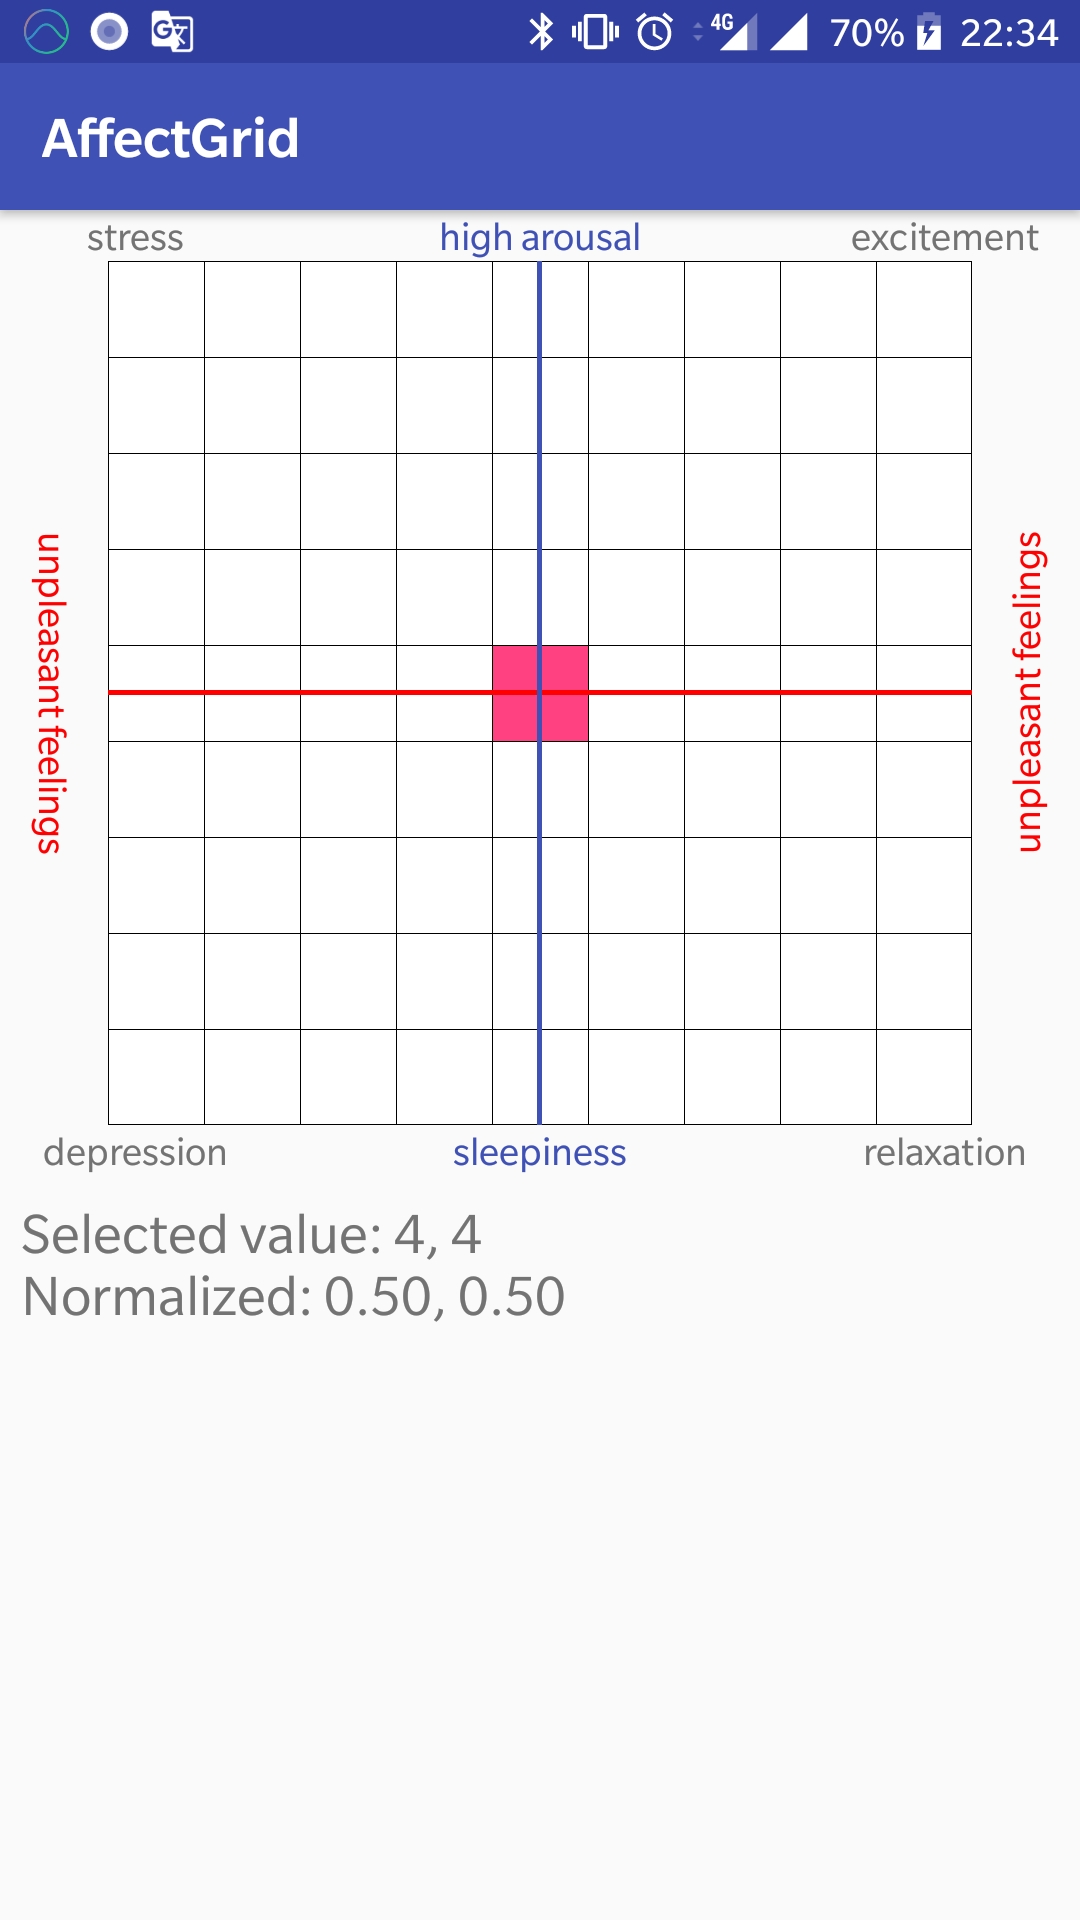 4G 70% 22:34
AffectGrid
stress high arousal excitement
unpleasant feelings
unpleasant feelings
depression sleepiness relaxation
Selected value: 4, 4
Normalized: 0.50, 0.50